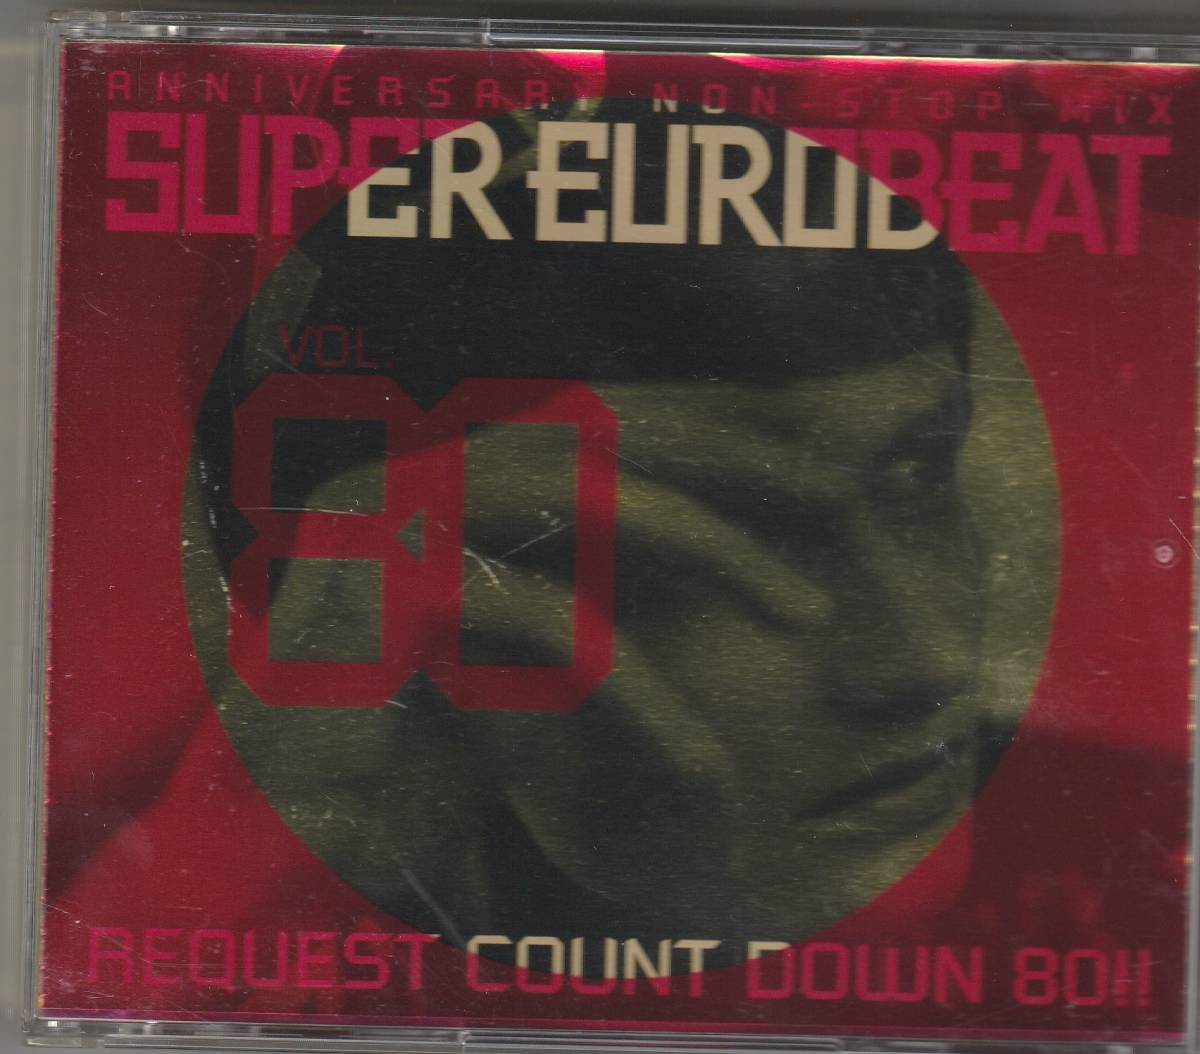 ANNIVERSARY NON-STOP MIX
SUPER EUROBEAT
VOL.
80
REQUEST COUNT DOWN 80!!